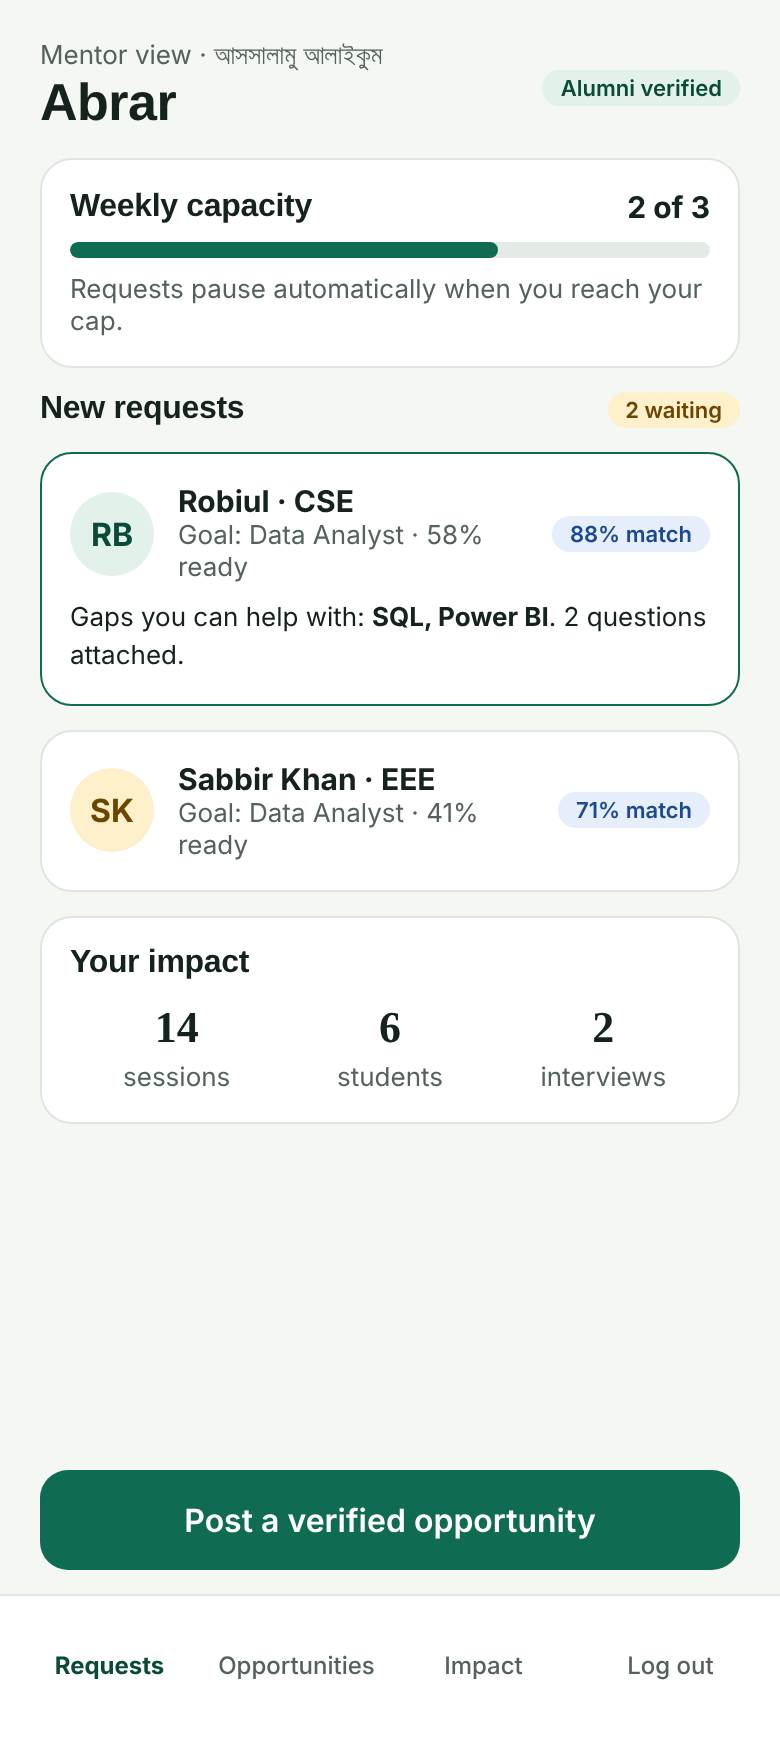 Mentor view · আসসালামু আলাইকুম
Abrar
Alumni verified
Weekly capacity
2 of 3
Requests pause automatically when you reach your
cap.
New requests
2 waiting
RB
Robiul · CSE
Goal: Data Analyst · 58%
ready
88% match
Gaps you can help with: SQL, Power BI. 2 questions
attached.
SK
Sabbir Khan · EEE
Goal: Data Analyst · 41%
ready
71% match
Your impact
14
sessions
6
students
2
interviews
Post a verified opportunity
Requests
Opportunities
Impact
Log out